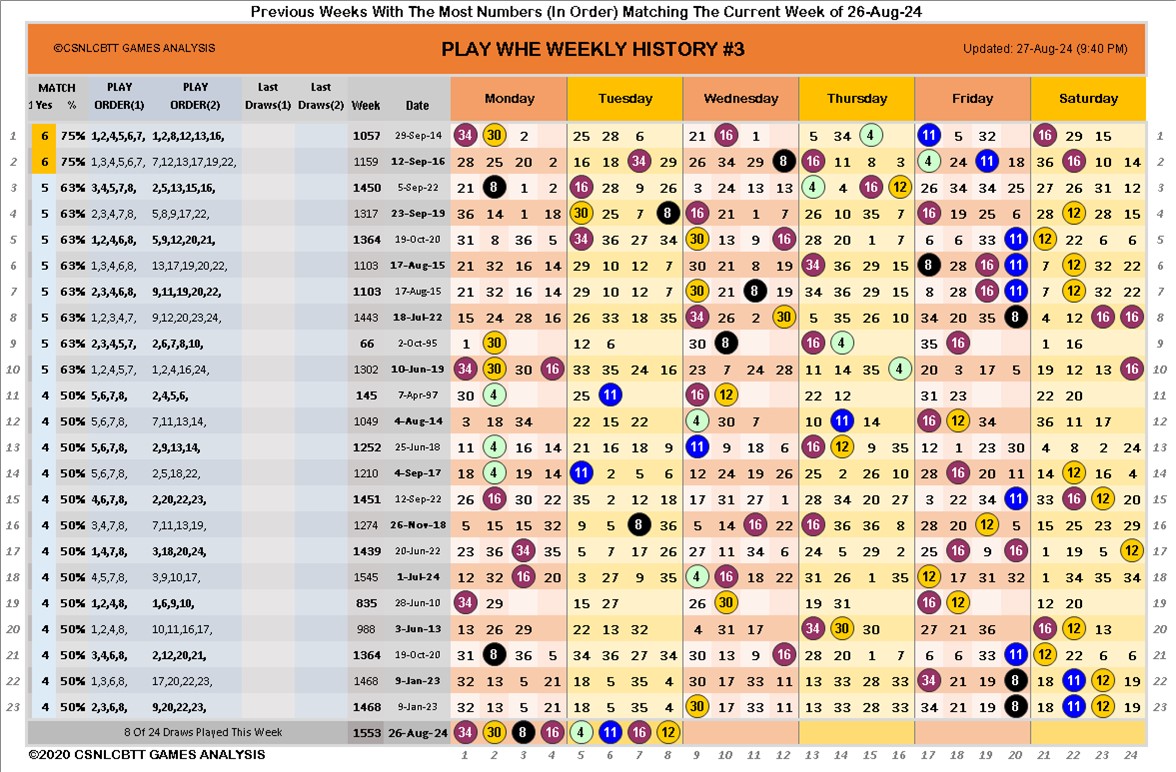 Previous Weeks With The Most Numbers (In Order) Matching The Current Week of 26-Aug-24
©CSNLCBTT GAMES ANALYSIS PLAY WHE WEEKLY HISTORY #3 Updated: 27-Aug-24 (9:40 PM)
MATCH PLAY PLAY Last Last
1 Yes % ORDER(1) ORDER(2) Draws(1) Draws(2) Week Date Monday Tuesday Wednesday Thursday Friday Saturday
1 6 75% 1,2,4,5,6,7, 1,2,8,12,13,16, 1057 29-Sep-14 34 30 2 25 28 6 21 16 1 5 34 4 11 5 32 16 29 15 1
2 6 75% 1,3,4,5,6,7, 7,12,13,17,19,22, 1159 12-Sep-16 28 25 20 2 16 18 34 29 26 34 29 8 16 11 8 3 4 24 11 18 36 16 10 14 2
3 5 63% 3,4,5,7,8, 2,5,13,15,16, 1450 5-Sep-22 21 8 1 2 16 28 9 26 3 24 13 13 4 4 16 12 26 34 34 25 27 26 31 12 3
4 5 63% 2,3,4,7,8, 5,8,9,17,22, 1317 23-Sep-19 36 14 1 18 30 25 7 8 16 21 1 7 26 10 35 7 16 19 25 6 28 12 28 15 4
5 5 63% 1,2,4,6,8, 5,9,12,20,21, 1364 19-Oct-20 31 8 36 5 34 36 27 34 30 13 9 16 28 20 1 7 6 6 33 11 12 22 6 6 5
6 5 63% 1,3,4,6,8, 13,17,19,20,22, 1103 17-Aug-15 21 32 16 14 29 10 12 7 30 21 8 19 34 36 29 15 8 28 16 11 7 12 32 22 6
7 5 63% 2,3,4,6,8, 9,11,19,20,22, 1103 17-Aug-15 21 32 16 14 29 10 12 7 30 21 8 19 34 36 29 15 8 28 16 11 7 12 32 22 7
8 5 63% 1,2,3,4,7, 9,12,20,23,24, 1443 18-Jul-22 15 24 28 16 26 33 18 35 34 26 2 30 5 35 26 10 34 20 35 8 4 12 16 16 8
9 5 63% 2,3,4,5,7, 2,6,7,8,10, 66 2-Oct-95 1 30 12 6 30 8 16 4 35 16 1 16 9
10 5 63% 1,2,4,5,7, 1,2,4,16,24, 1302 10-Jun-19 34 30 30 16 33 35 24 16 23 7 24 28 11 14 35 4 20 3 17 5 19 12 13 16 10
11 4 50% 5,6,7,8, 2,4,5,6, 145 7-Apr-97 30 4 25 11 16 12 22 12 31 23 22 20 11
12 4 50% 5,6,7,8, 7,11,13,14, 1049 4-Aug-14 3 18 34 22 15 22 4 30 7 10 11 14 16 12 34 36 11 17 12
13 4 50% 5,6,7,8, 2,9,13,14, 1252 25-Jun-18 11 4 16 14 21 16 18 9 11 9 18 6 16 12 9 35 12 1 23 30 4 8 2 24 13
14 4 50% 5,6,7,8, 2,5,18,22, 1210 4-Sep-17 18 4 19 14 11 2 5 6 12 24 19 26 25 2 26 10 28 16 20 11 14 12 16 4 14
15 4 50% 4,6,7,8, 2,20,22,23, 1451 12-Sep-22 26 16 30 22 35 2 12 18 17 31 27 1 28 34 20 27 3 22 34 11 33 16 12 20 15
16 4 50% 3,4,7,8, 7,11,13,19, 1274 26-Nov-18 5 15 15 32 9 5 8 36 5 14 16 22 16 36 36 8 28 20 12 5 15 25 23 29 16
17 4 50% 1,4,7,8, 3,18,20,24, 1439 20-Jun-22 23 36 34 35 5 7 17 26 27 11 34 6 24 5 29 2 25 16 9 16 1 19 5 12 17
18 4 50% 4,5,7,8, 3,9,10,17, 1545 1-Jul-24 12 32 16 20 3 27 9 35 4 16 18 22 31 26 1 35 12 17 31 32 1 34 35 34 18
19 4 50% 1,2,4,8, 1,6,9,10, 835 28-Jun-10 34 29 15 27 26 30 19 31 16 12 12 20 19
20 4 50% 1,2,4,8, 10,11,16,17, 988 3-Jun-13 13 26 29 22 13 32 4 31 17 34 30 30 27 21 36 16 12 13 20
21 4 50% 3,4,6,8, 2,12,20,21, 1364 19-Oct-20 31 8 36 5 34 36 27 34 30 13 9 16 28 20 1 7 6 6 33 11 12 22 6 6 21
22 4 50% 1,3,6,8, 17,20,22,23, 1468 9-Jan-23 32 13 5 21 18 5 35 4 30 17 33 11 13 33 28 33 34 21 19 8 18 11 12 19 22
23 4 50% 2,3,6,8, 9,20,22,23, 1468 9-Jan-23 32 13 5 21 18 5 35 4 30 17 33 11 13 33 28 33 34 21 19 8 18 11 12 19 23
8 Of 24 Draws Played This Week 1553 26-Aug-24 34 30 8 16 4 11 16 12
©2020 CSNLCBTT GAMES ANALYSIS 1 2 3 4 5 6 7 8 9 10 11 12 13 14 15 16 17 18 19 20 21 22 23 24